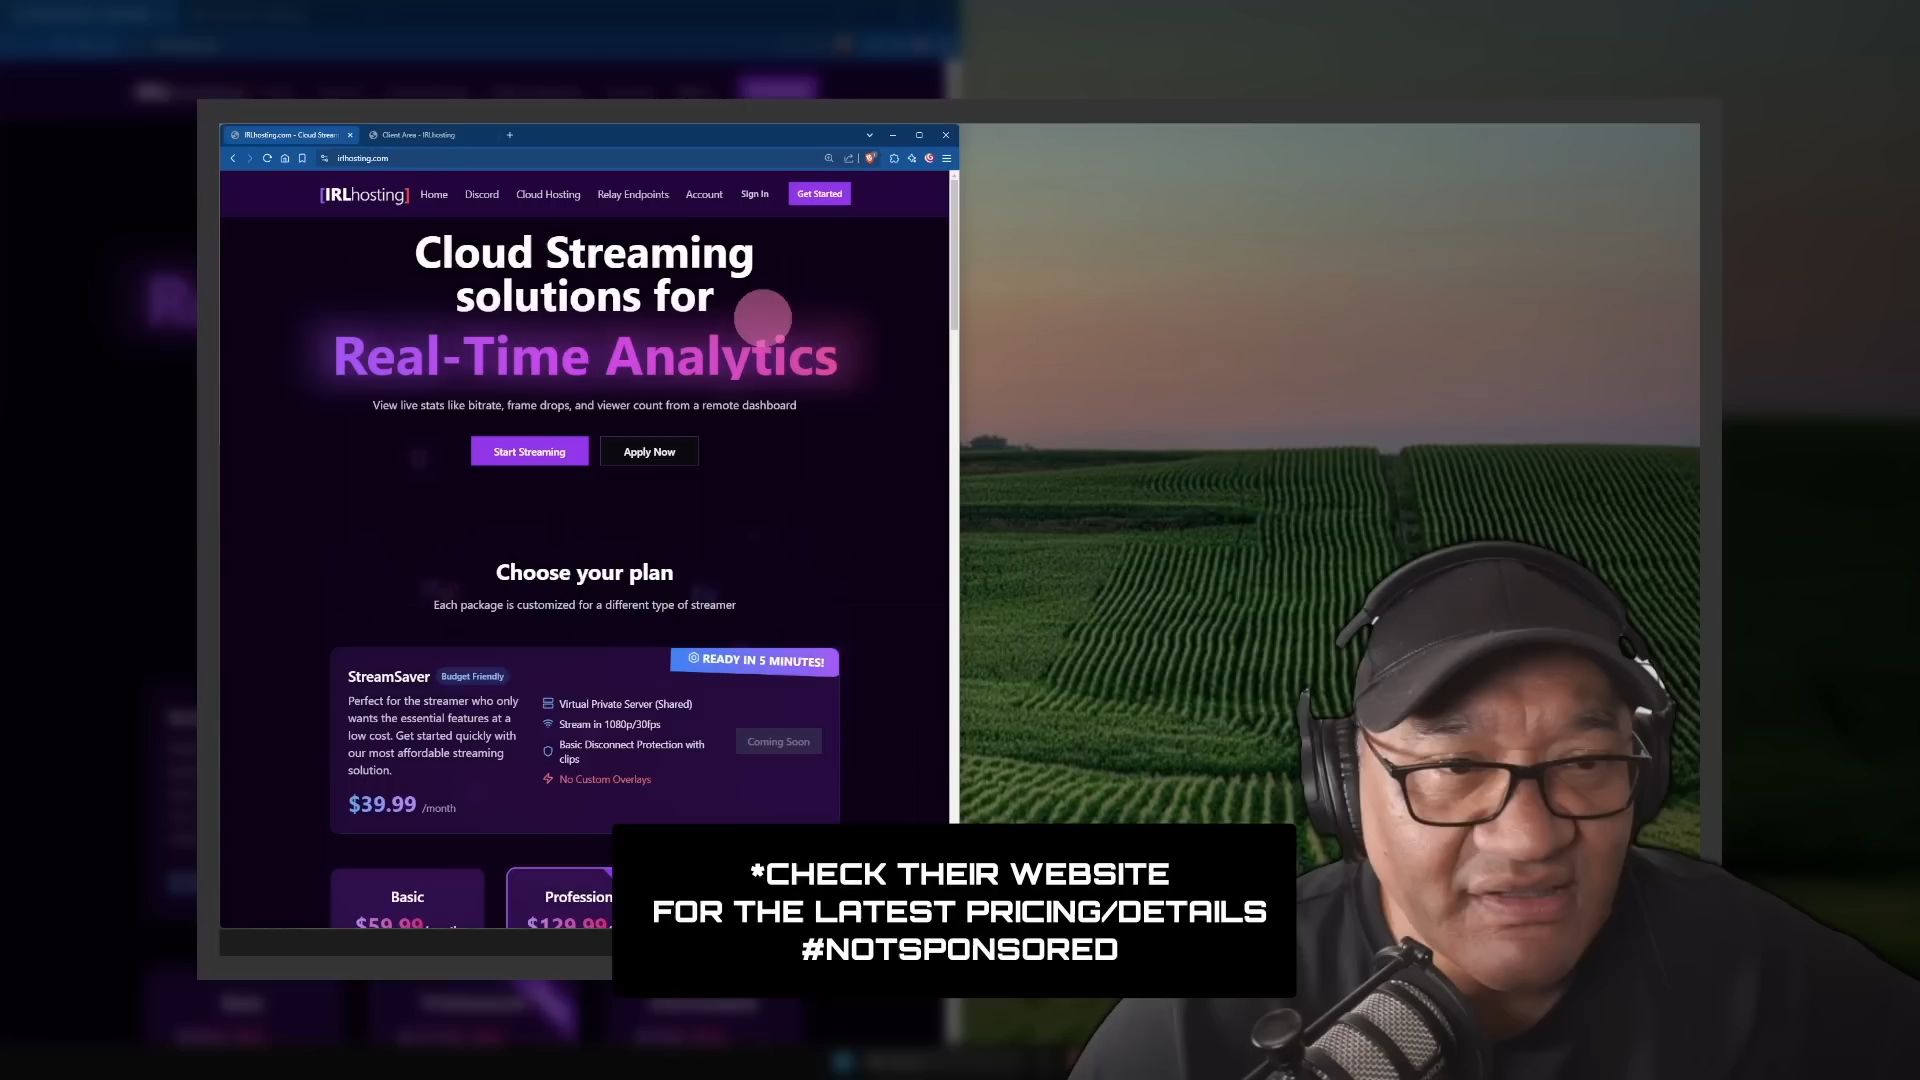 IRLhosting.com - Cloud Stream
Client Area - IRLhosting
irlhosting.com
[IRLhosting]
Home
Discord
Cloud Hosting
Relay Endpoints
Account
Sign In
Get Started
Cloud Streaming
solutions for
Real-Time Analytics
View live stats like bitrate, frame drops, and viewer count from a remote dashboard
Start Streaming
Apply Now
Choose your plan
Each package is customized for a different type of streamer
READY IN 5 MINUTES!
StreamSaver
Budget Friendly
Perfect for the streamer who only
wants the essential features at a
low cost. Get started quickly with
our most affordable streaming
solution.
$39.99 /month
Virtual Private Server (Shared)
Stream in 1080p/30fps
Basic Disconnect Protection with
clips
No Custom Overlays
Coming Soon
Basic
$59.99
Profession
$129.99
*CHECK THEIR WEBSITE
FOR THE LATEST PRICING/DETAILS
#NOTSPONSORED